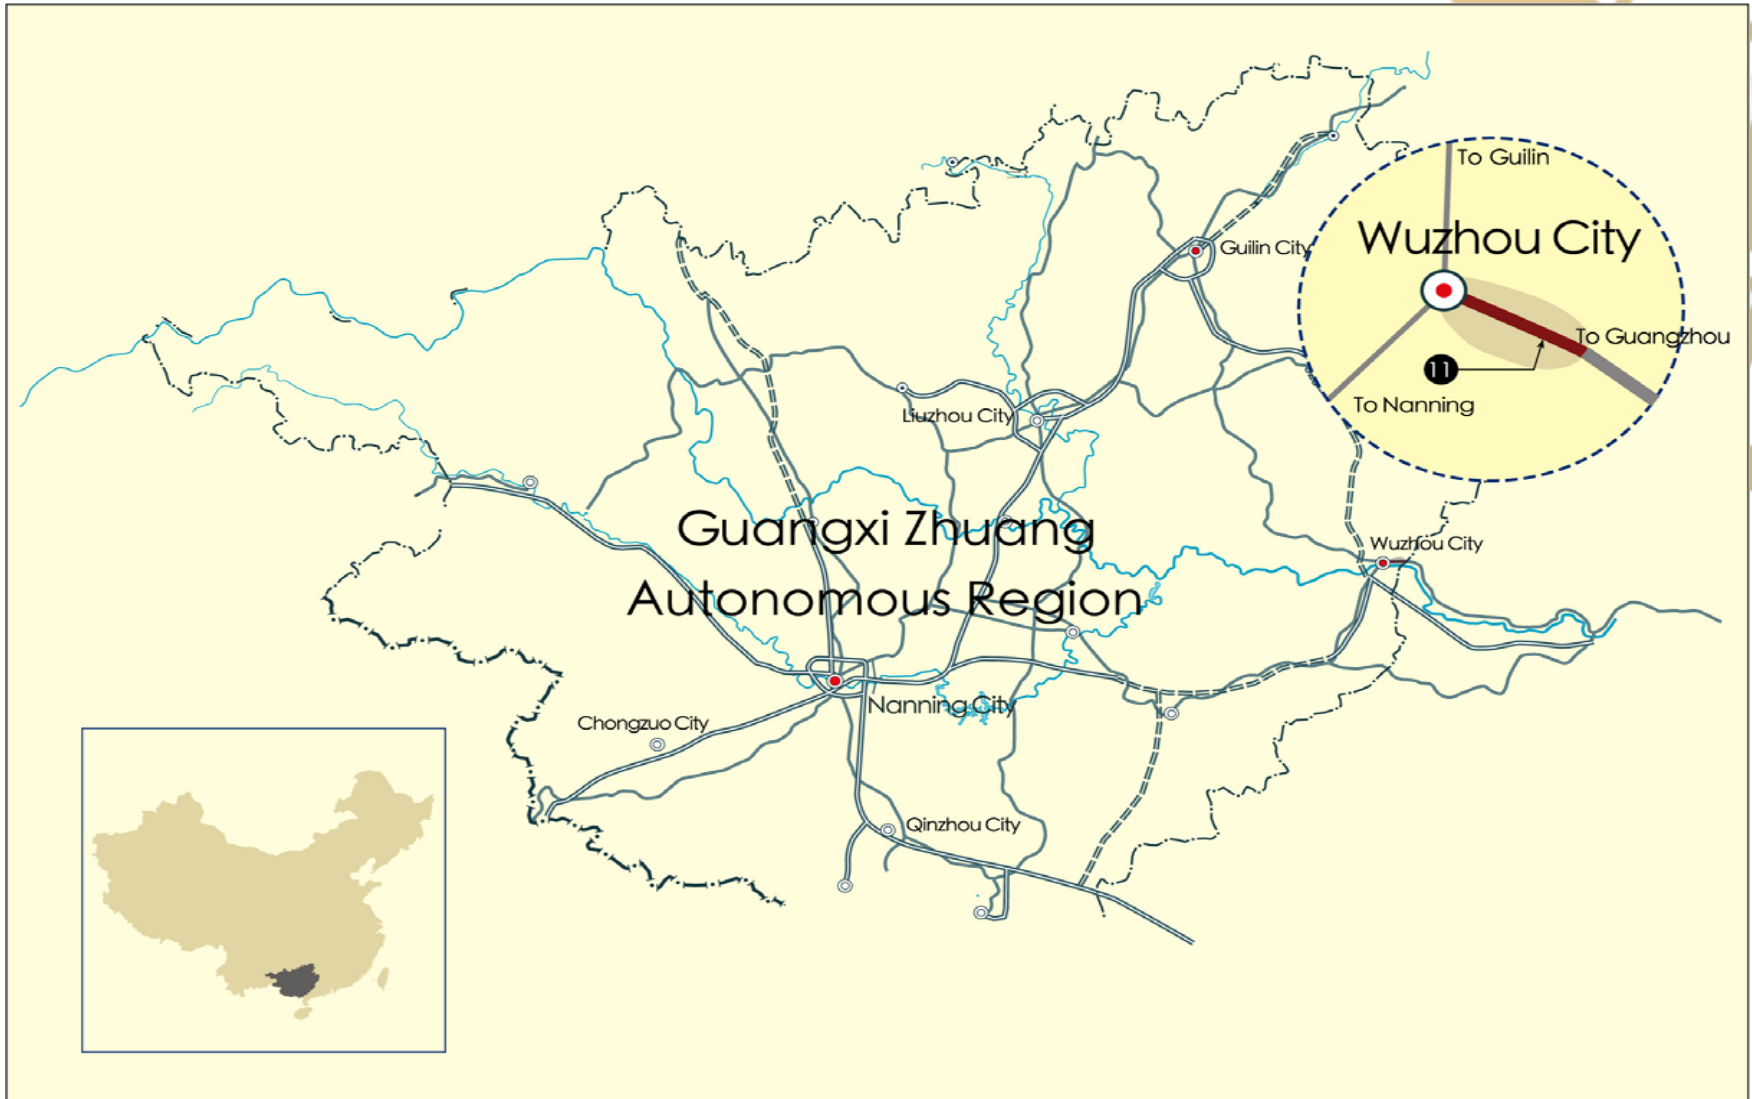 To Guilin
Wuzhou City
To Guangzhou
11
To Nanning
Guilin City
Liuzhou City
Guangxi Zhuang
Autonomous Region
Wuzhou City
Nanning City
Chongzuo City
Qinzhou City